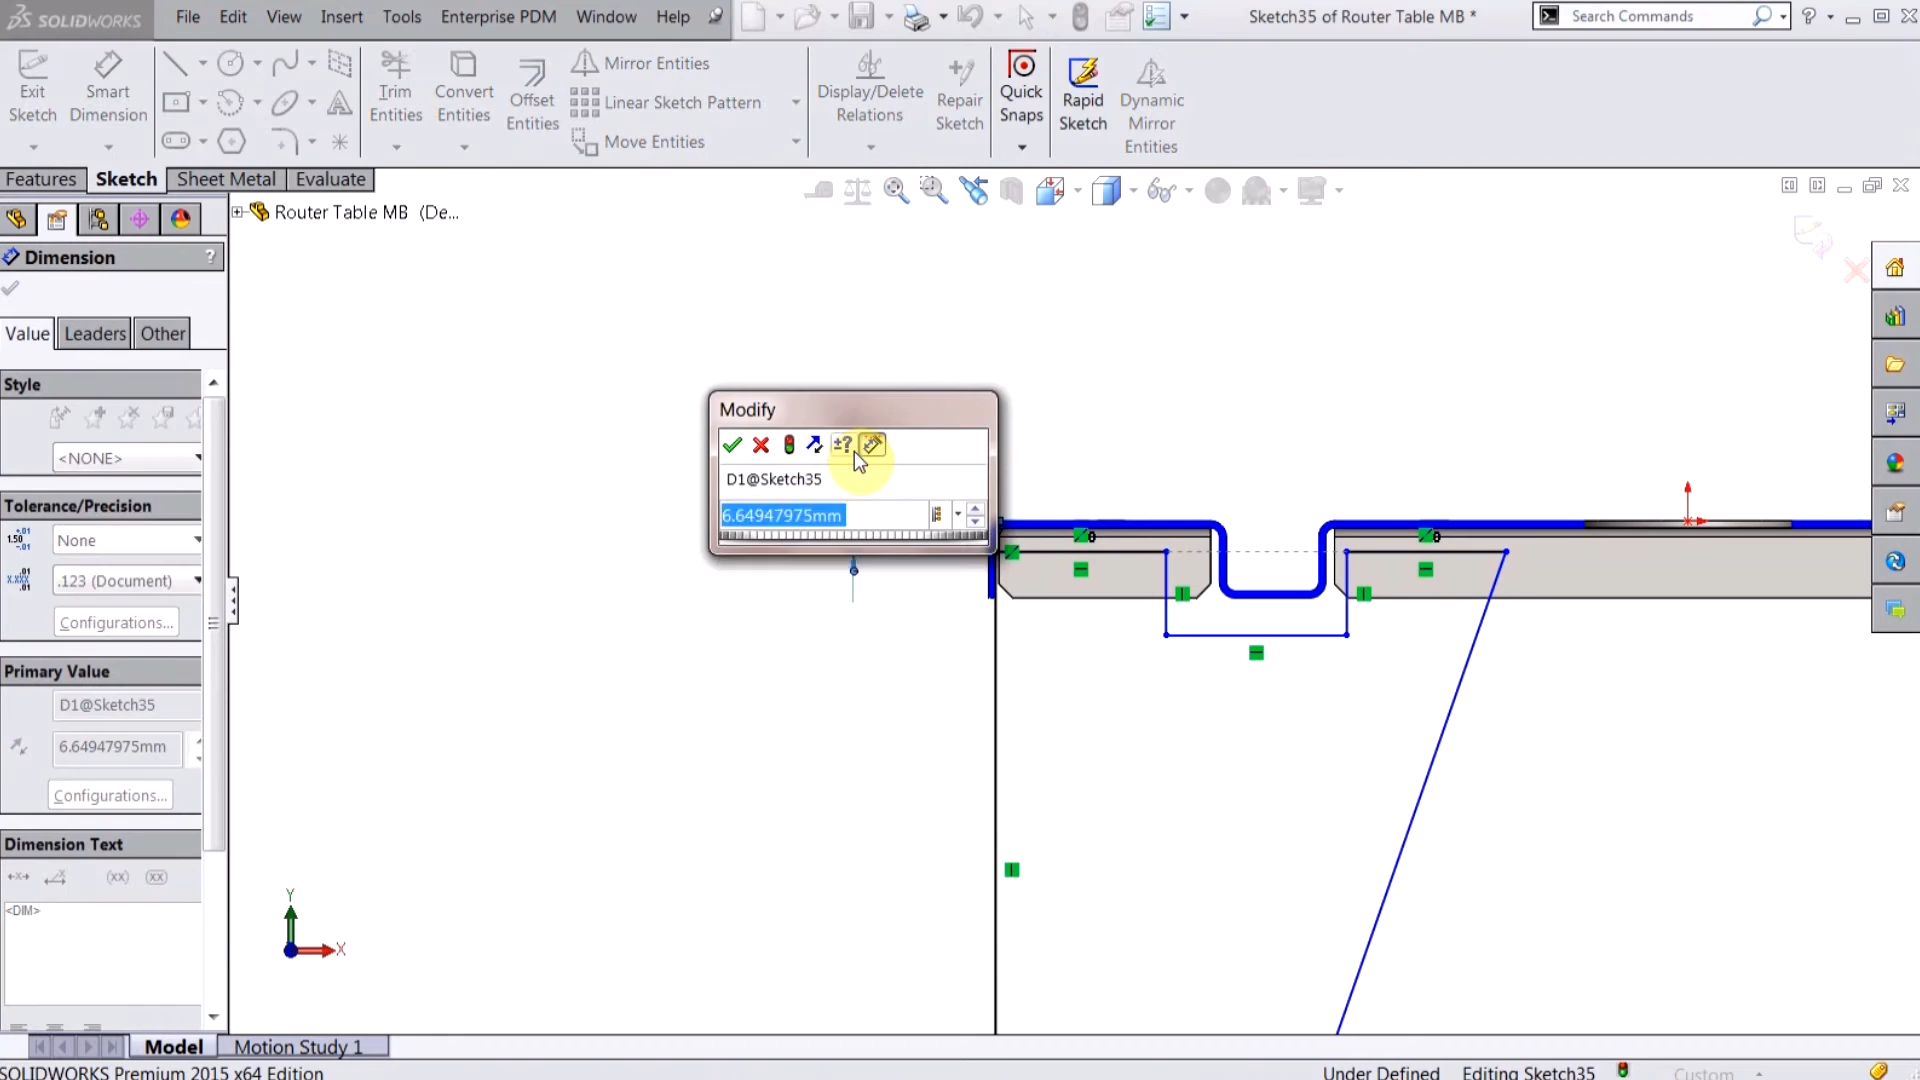 SOLIDWORKS
File Edit View Insert Tools Enterprise PDM Window Help
Sketch35 of Router Table MB *
Search Commands
Exit Sketch
Smart Dimension
Trim Entities
Convert Entities
Offset Entities
Mirror Entities
Linear Sketch Pattern
Move Entities
Display/Delete Relations
Repair Sketch
Quick Snaps
Rapid Sketch
Dynamic Mirror Entities
Features Sketch Sheet Metal Evaluate
Router Table MB (De...
Dimension ?
Value Leaders Other
Style
<NONE>
Tolerance/Precision
None
.123 (Document)
Configurations...
Primary Value
D1@Sketch35
6.64947975mm
Configurations...
Dimension Text
(xx) (xx)
<DIM>
Modify
D1@Sketch35
6.64947975mm
Y
X
Model Motion Study 1
SOLIDWORKS Premium 2015 x64 Edition
Under Defined Editing Sketch35 Custom